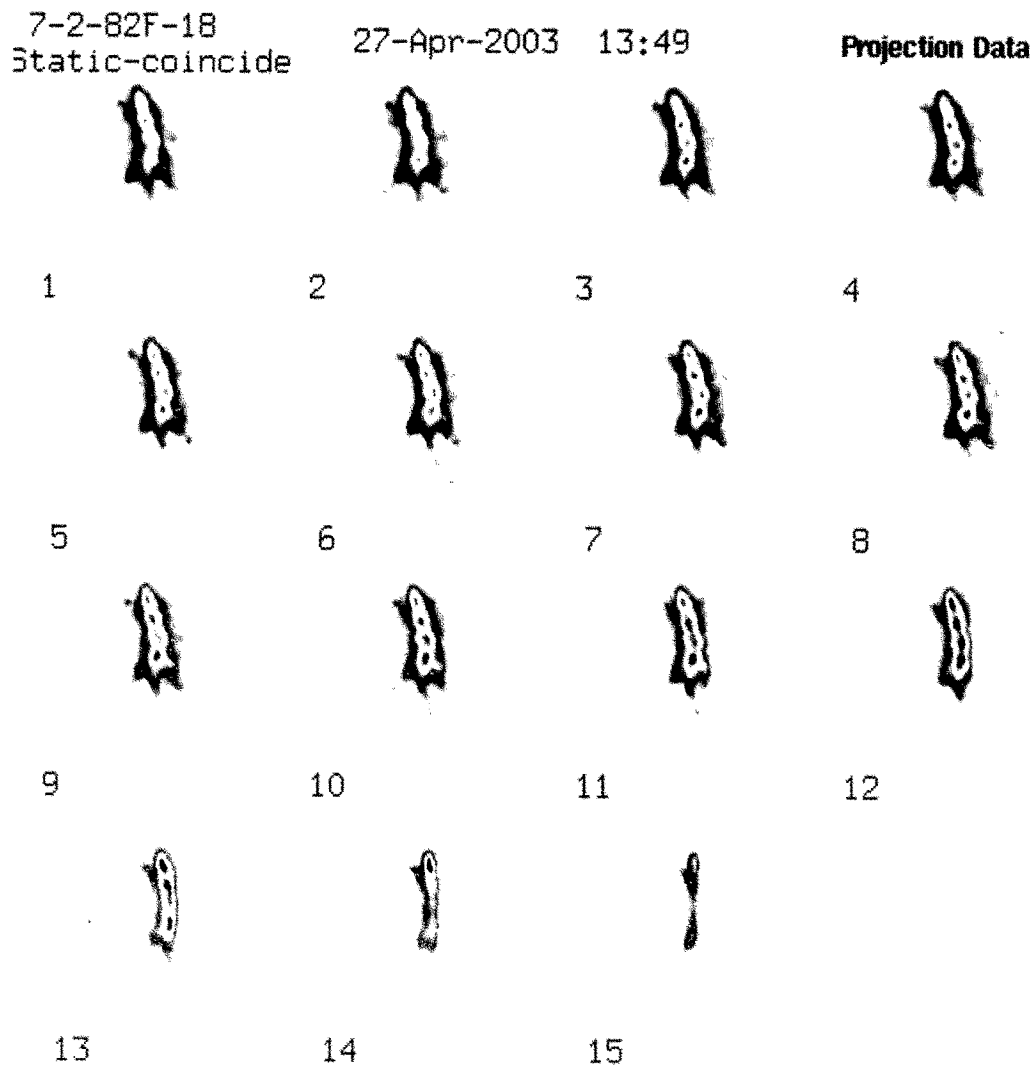 7-2-82F-18
Static-coincide
27-Apr-2003 13:49
Projection Data
1 2 3 4
5 6 7 8
9 10 11 12
13 14 15